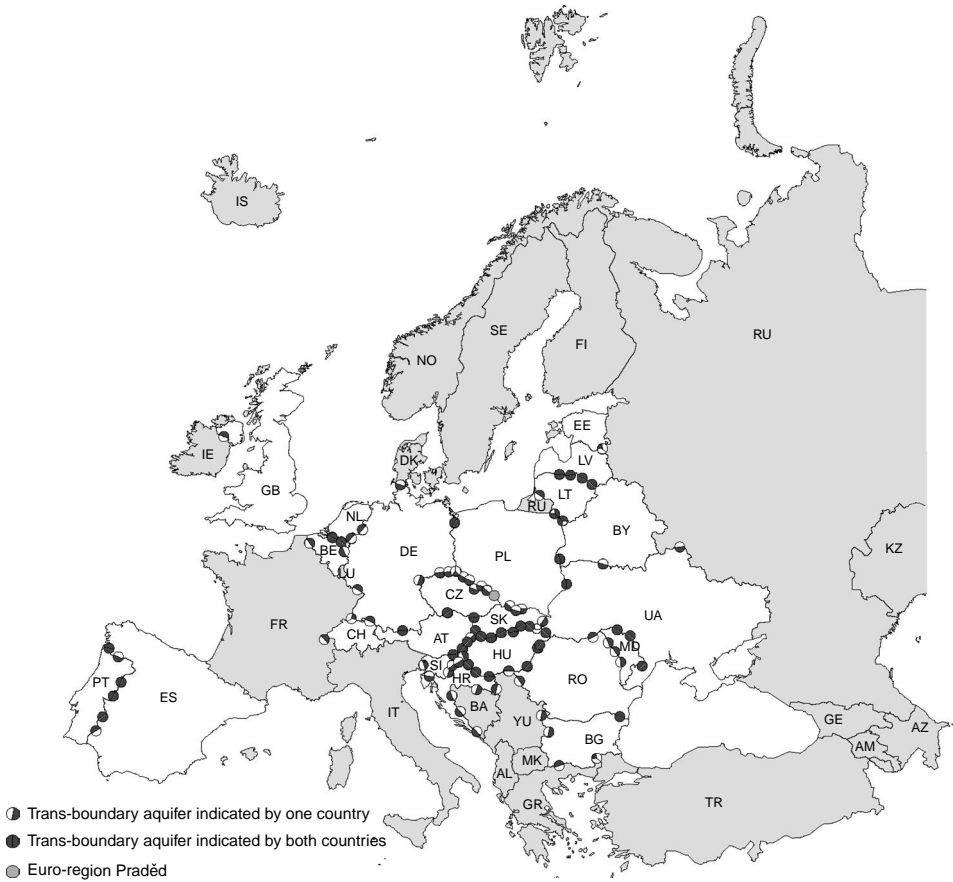 IS
RU
SE
FI
NO
EE
IE
DK
LV
GB
RU
LT
NL
BY
BE
DE
PL
KZ
LU
CZ
UA
FR
SK
CH
AT
HU
MD
SI
RO
PT
ES
HR
IT
BA
YU
GE
AZ
BG
AM
MK
AL
TR
GR
Trans-boundary aquifer indicated by one country
Trans-boundary aquifer indicated by both countries
Euro-region Praděd